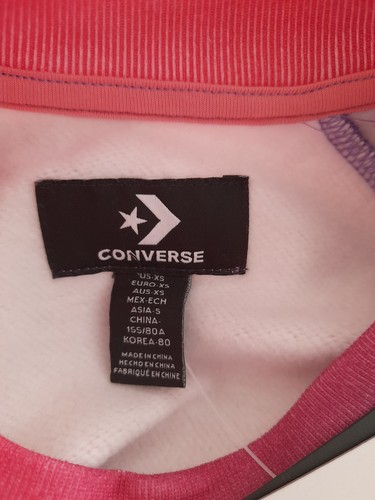 CONVERSE
US-XS
EURO-XS
AUS-XS
MEX-ECH
ASIA-S
CHINA-
155/80A
KOREA-80
MADE IN CHINA
HECHO EN CHINA
FABRIQUÉ EN CHINE